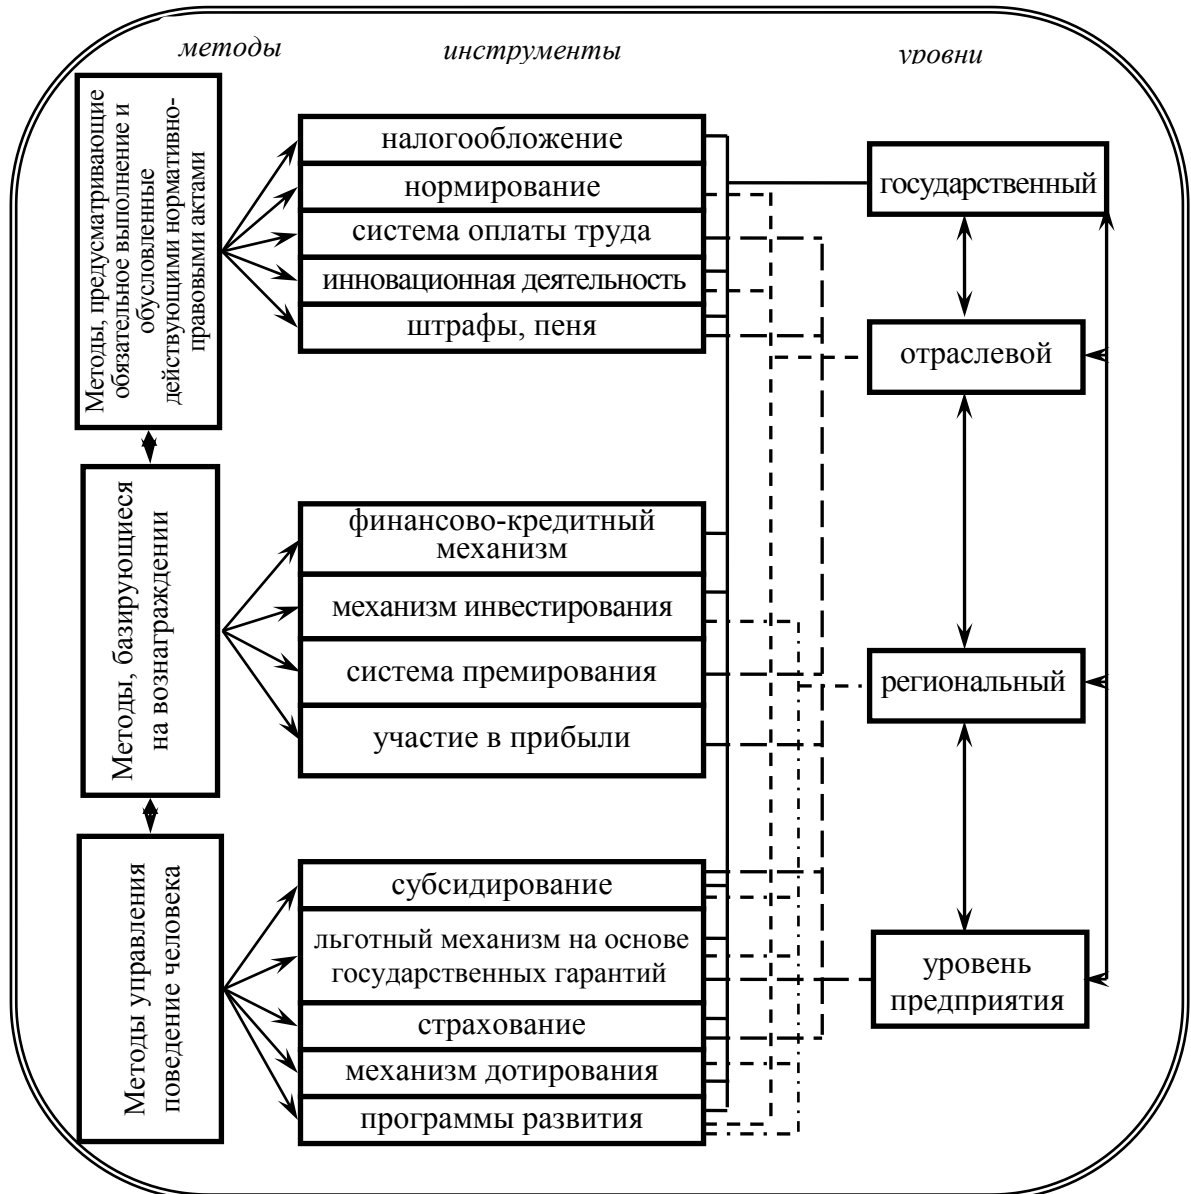 методы
инструменты
уровни
Методы, предусматривающие
обязательное выполнение и
обусловленные
действующими нормативно-
правовыми актами
налогообложение
нормирование
система оплаты труда
инновационная деятельность
штрафы, пеня
государственный
отраслевой
Методы, базирующиеся
на вознаграждении
финансово-кредитный
механизм
механизм инвестирования
система премирования
участие в прибыли
региональный
Методы управления
поведение человека
субсидирование
льготный механизм на основе
государственных гарантий
страхование
механизм дотирования
программы развития
уровень
предприятия